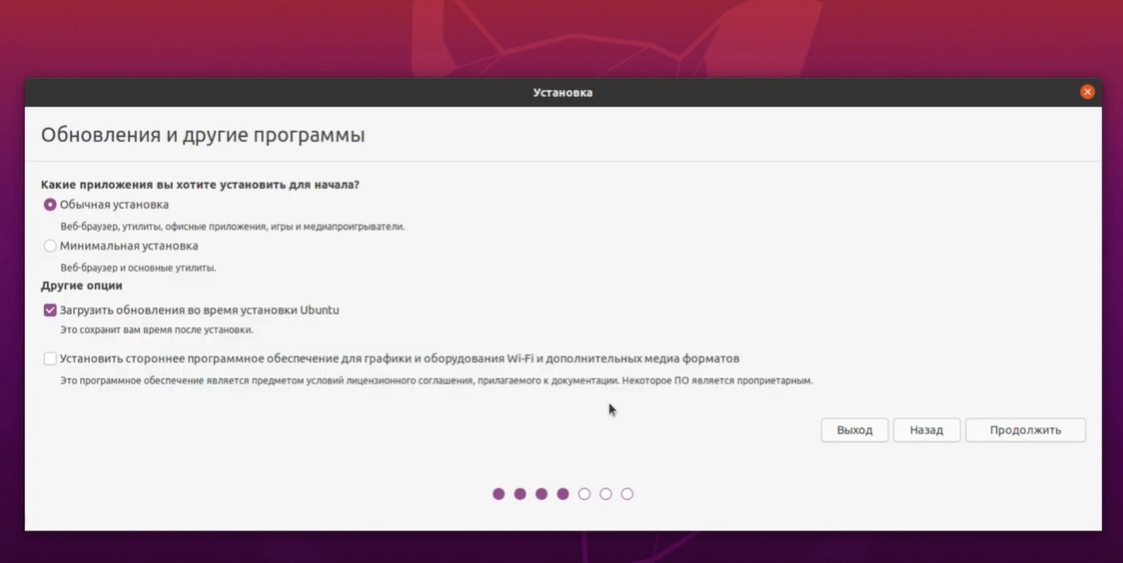 Установка
Обновления и другие программы
Какие приложения вы хотите установить для начала?
Обычная установка
Веб-браузер, утилиты, офисные приложения, игры и медиапроигрыватели.
Минимальная установка
Веб-браузер и основные утилиты.
Другие опции
Загрузить обновления во время установки Ubuntu
Это сохранит вам время после установки.
Установить стороннее программное обеспечение для графики и оборудования Wi-Fi и дополнительных медиа форматов
Это программное обеспечение является предметом условий лицензионного соглашения, прилагаемого к документации. Некоторое ПО является проприетарным.
Выход Назад Продолжить